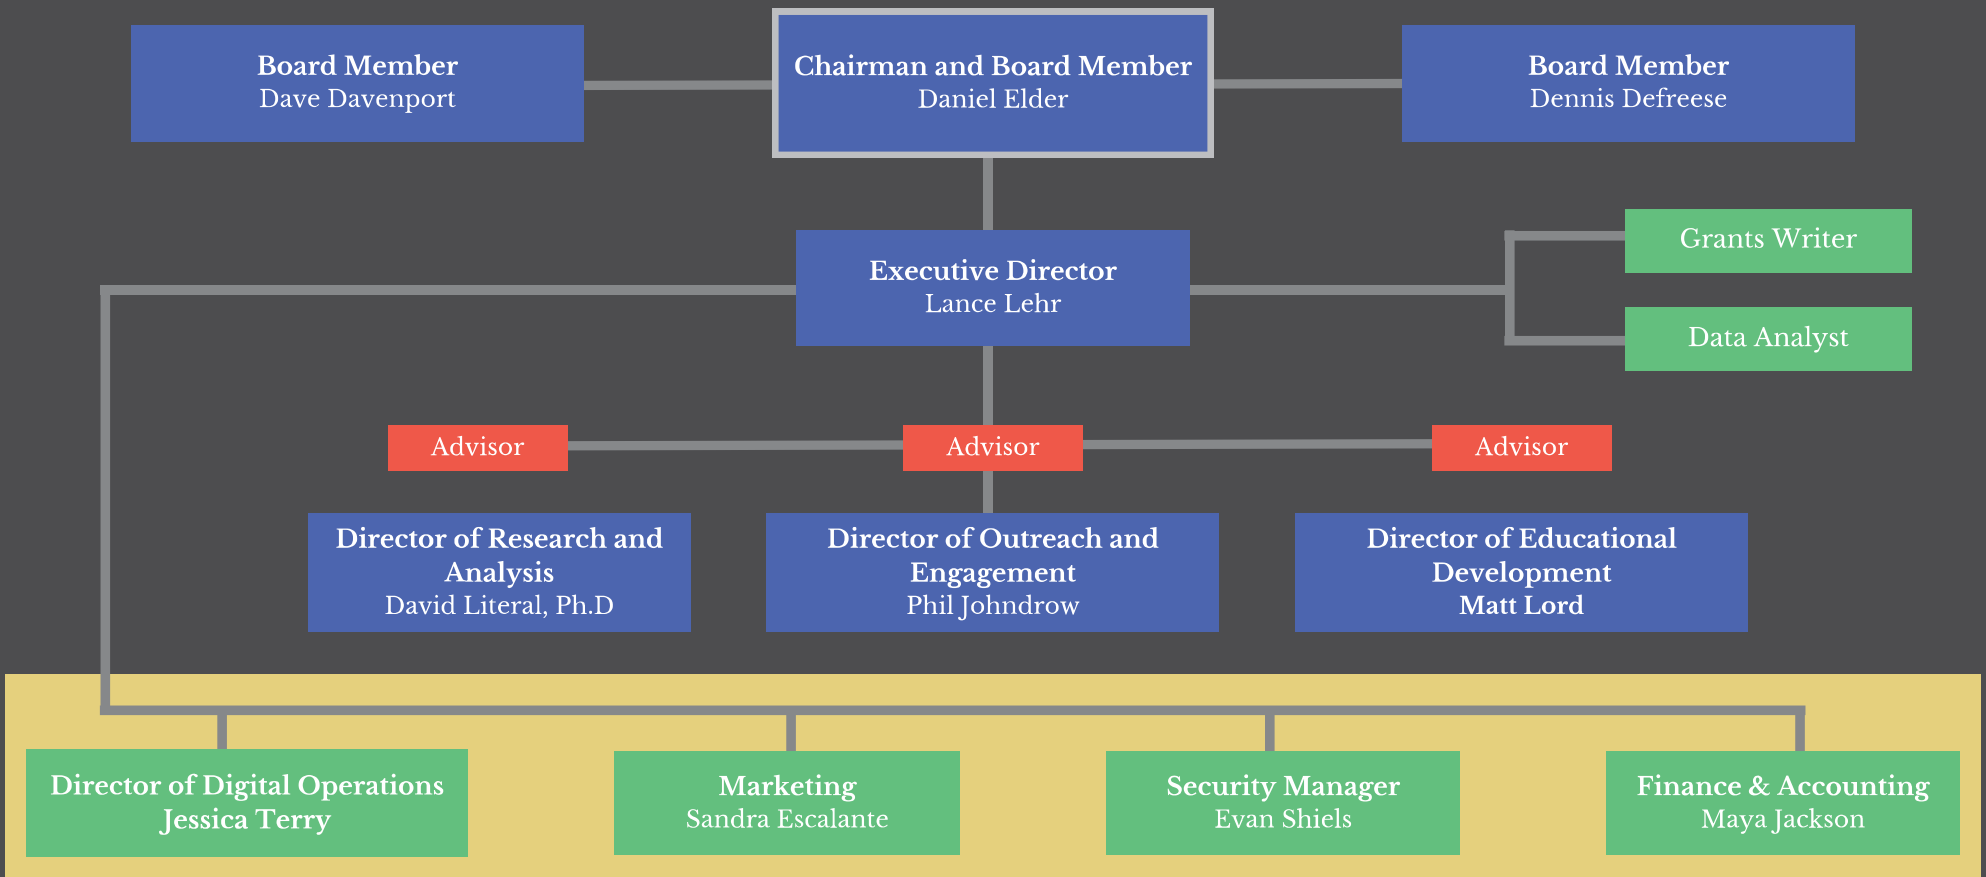 Board Member
Dave Davenport
Chairman and Board Member
Daniel Elder
Board Member
Dennis Defreese
Executive Director
Lance Lehr
Grants Writer
Data Analyst
Advisor
Advisor
Advisor
Director of Research and
Analysis
David Literal, Ph.D
Director of Outreach and
Engagement
Phil Johndrow
Director of Educational
Development
Matt Lord
Director of Digital Operations
Jessica Terry
Marketing
Sandra Escalante
Security Manager
Evan Shiels
Finance & Accounting
Maya Jackson